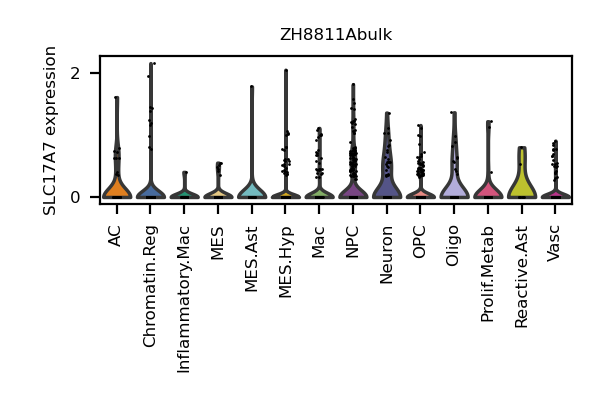 ZH8811Abulk
SLC17A7 expression
2
0
AC
Chromatin.Reg
Inflammatory.Mac
MES
MES.Ast
MES.Hyp
Mac
NPC
Neuron
OPC
Oligo
Prolif.Metab
Reactive.Ast
Vasc